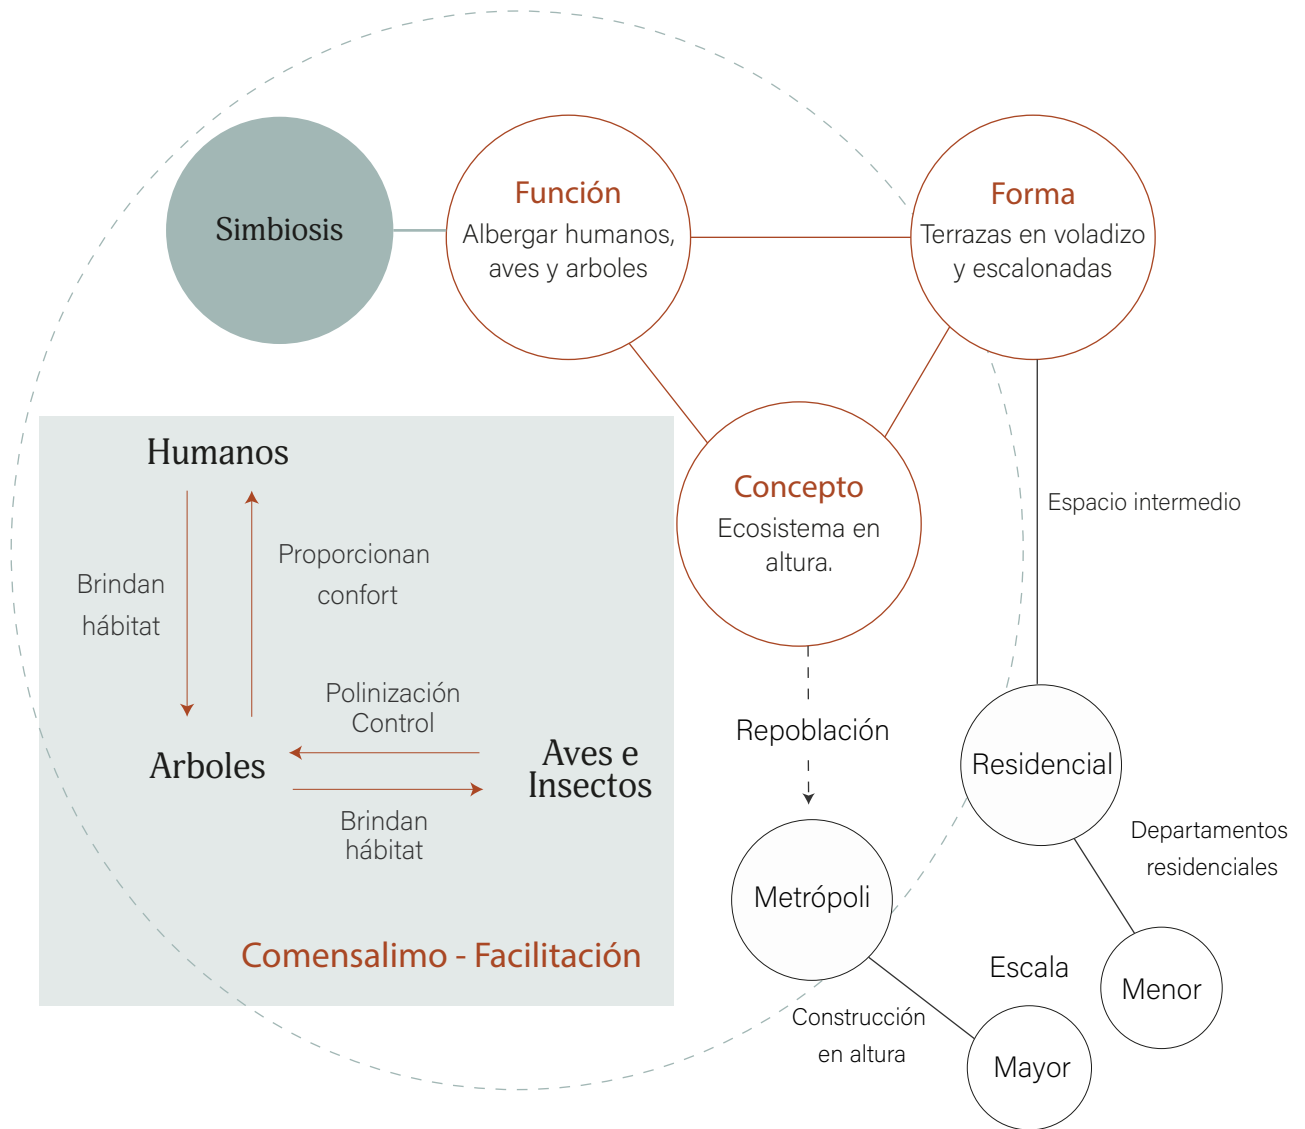 Simbiosis
Función
Albergar humanos,
aves y arboles
Forma
Terrazas en voladizo
y escalonadas
Concepto
Ecosistema en
altura.
Espacio intermedio
Humanos
Brindan
hábitat
Proporcionan
confort
Polinización
Control
Arboles
Aves e
Insectos
Brindan
hábitat
Comensalimo - Facilitación
Repoblación
Residencial
Departamentos
residenciales
Metrópoli
Escala
Menor
Construcción
en altura
Mayor